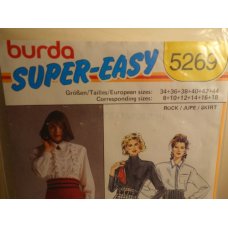 burda
SUPER-EASY
5269
Größen/Tailles/European sizes: 34+36+38+40+42+44
Corresponding sizes: 8+10+12+14+16+18
ROCK / JUPE / SKIRT